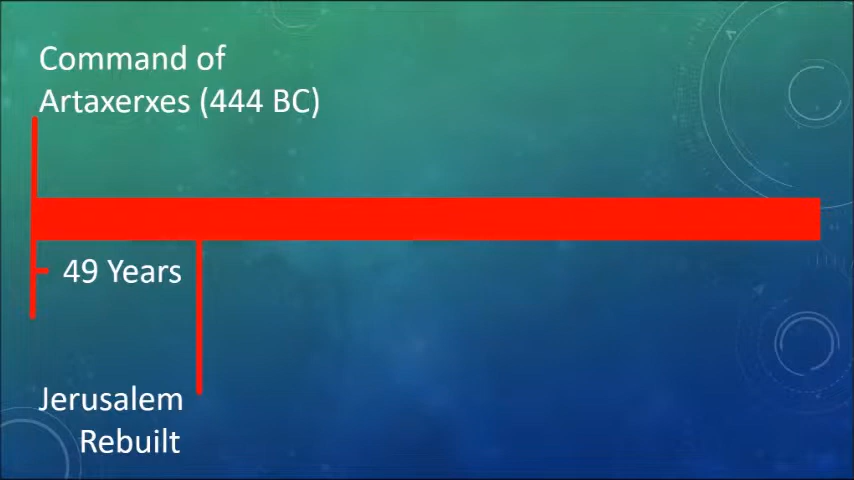 Command of
Artaxerxes (444 BC)
49 Years
Jerusalem
Rebuilt